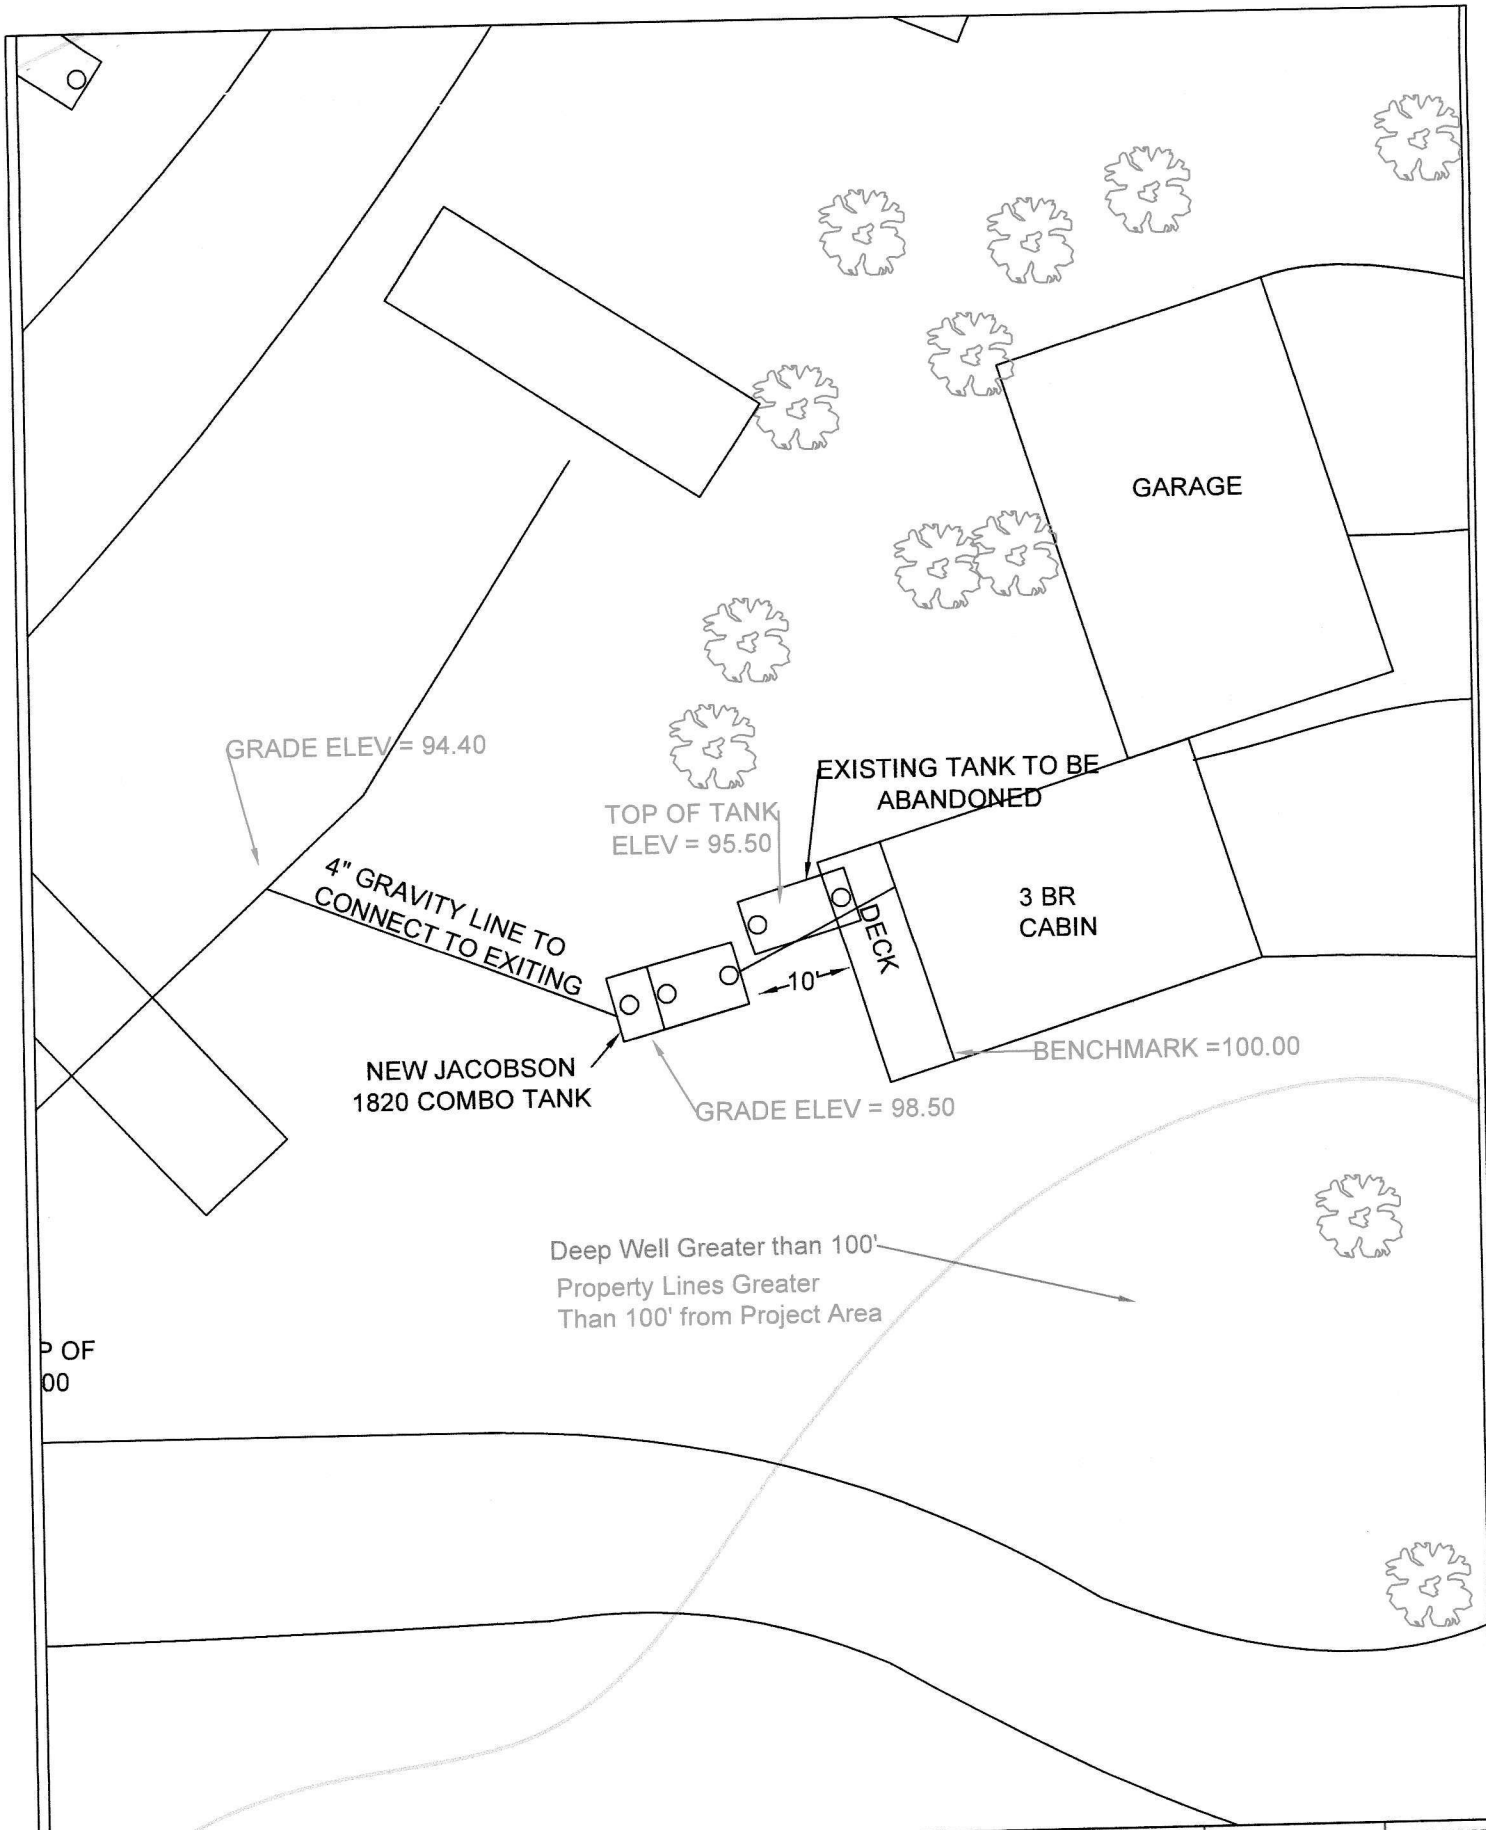 GARAGE
GRADE ELEV = 94.40
EXISTING TANK TO BE
ABANDONED
TOP OF TANK
ELEV = 95.50
4" GRAVITY LINE TO
CONNECT TO EXITING
3 BR
CABIN
DECK
10'
NEW JACOBSON
1820 COMBO TANK
BENCHMARK =100.00
GRADE ELEV = 98.50
Deep Well Greater than 100'
Property Lines Greater
Than 100' from Project Area
P OF
00